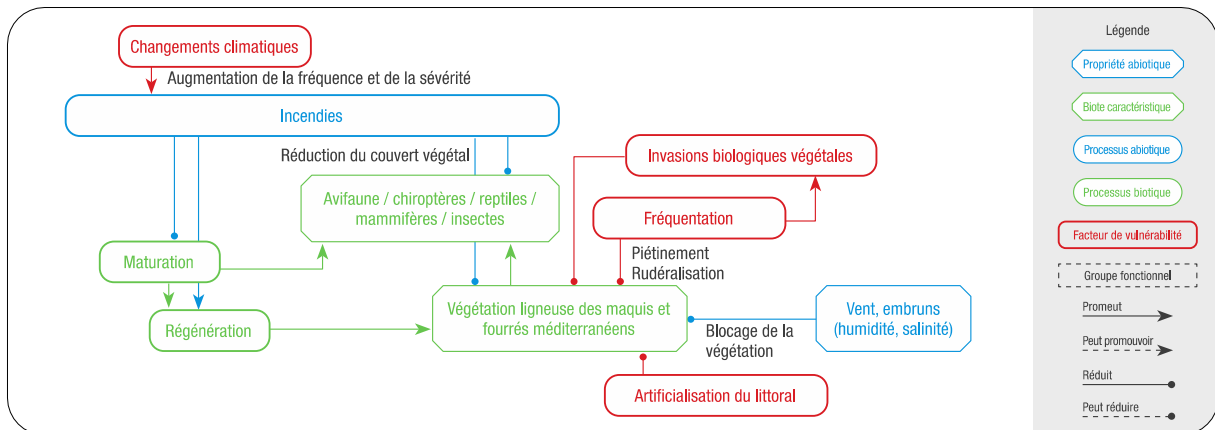 Changements climatiques
Augmentation de la fréquence et de la sévérité
Incendies
Réduction du couvert végétal
Invasions biologiques végétales
Avifaune / chiroptères / reptiles /
mammifères / insectes
Fréquentation
Piétinement
Rudéralisation
Maturation
Régénération
Végétation ligneuse des maquis et
fourrés méditerranéens
Vent, embruns
(humidité, salinité)
Blocage de la
végétation
Artificialisation du littoral
Légende
Propriété abiotique
Biote caractéristique
Processus abiotique
Processus biotique
Facteur de vulnérabilité
Groupe fonctionnel
Promeut
Peut promouvoir
Réduit
Peut réduire